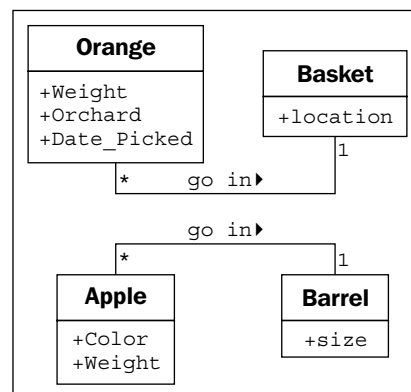 Orange
+Weight
+Orchard
+Date_Picked
Basket
+location
* go in▶ 1
* go in▶ 1
Apple
+Color
+Weight
Barrel
+size